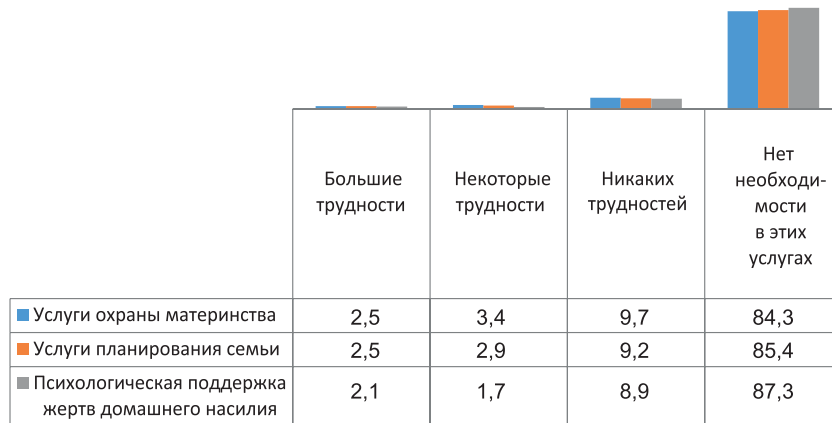 Большие
трудности
Некоторые
трудности
Никаких
трудностей
Нет
необходи-
мости
в этих
услугах
Услуги охраны материнства 2,5 3,4 9,7 84,3
Услуги планирования семьи 2,5 2,9 9,2 85,4
Психологическая поддержка
жертв домашнего насилия 2,1 1,7 8,9 87,3